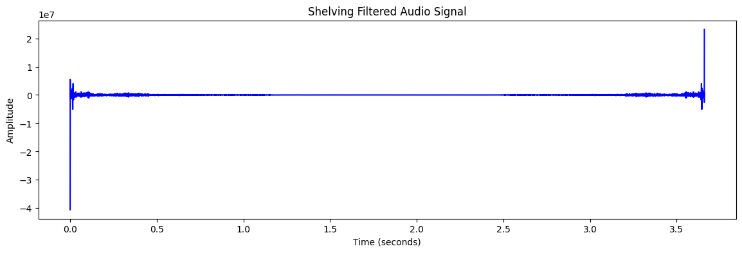 Shelving Filtered Audio Signal
1e7
2
1
0
−1
−2
−3
−4
Amplitude
0.0 0.5 1.0 1.5 2.0 2.5 3.0 3.5
Time (seconds)